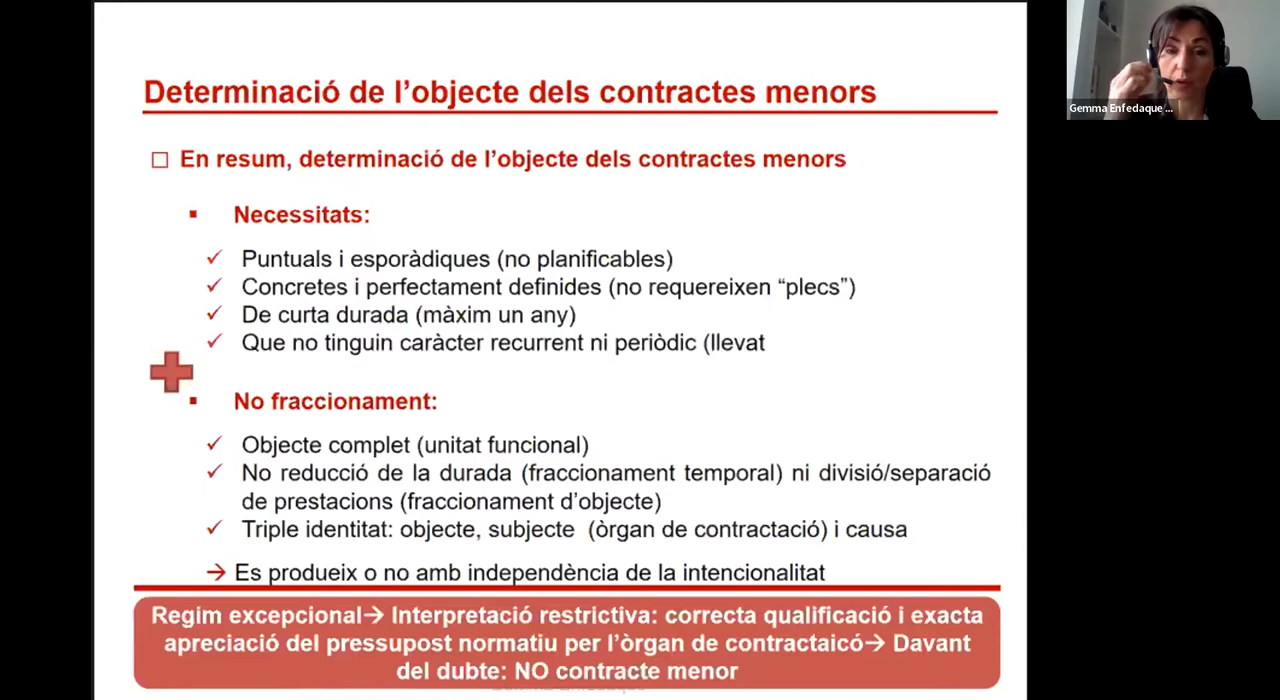 Determinació de l’objecte dels contractes menors
Gemma Enfedaque ...
En resum, determinació de l’objecte dels contractes menors
Necessitats:
Puntuals i esporàdiques (no planificables)
Concretes i perfectament definides (no requereixen “plecs”)
De curta durada (màxim un any)
Que no tinguin caràcter recurrent ni periòdic (llevat
No fraccionament:
Objecte complet (unitat funcional)
No reducció de la durada (fraccionament temporal) ni divisió/separació
de prestacions (fraccionament d’objecte)
Triple identitat: objecte, subjecte (òrgan de contractació) i causa
→ Es produeix o no amb independència de la intencionalitat
Regim excepcional→ Interpretació restrictiva: correcta qualificació i exacta
apreciació del pressupost normatiu per l’òrgan de contractaicó→ Davant
del dubte: NO contracte menor